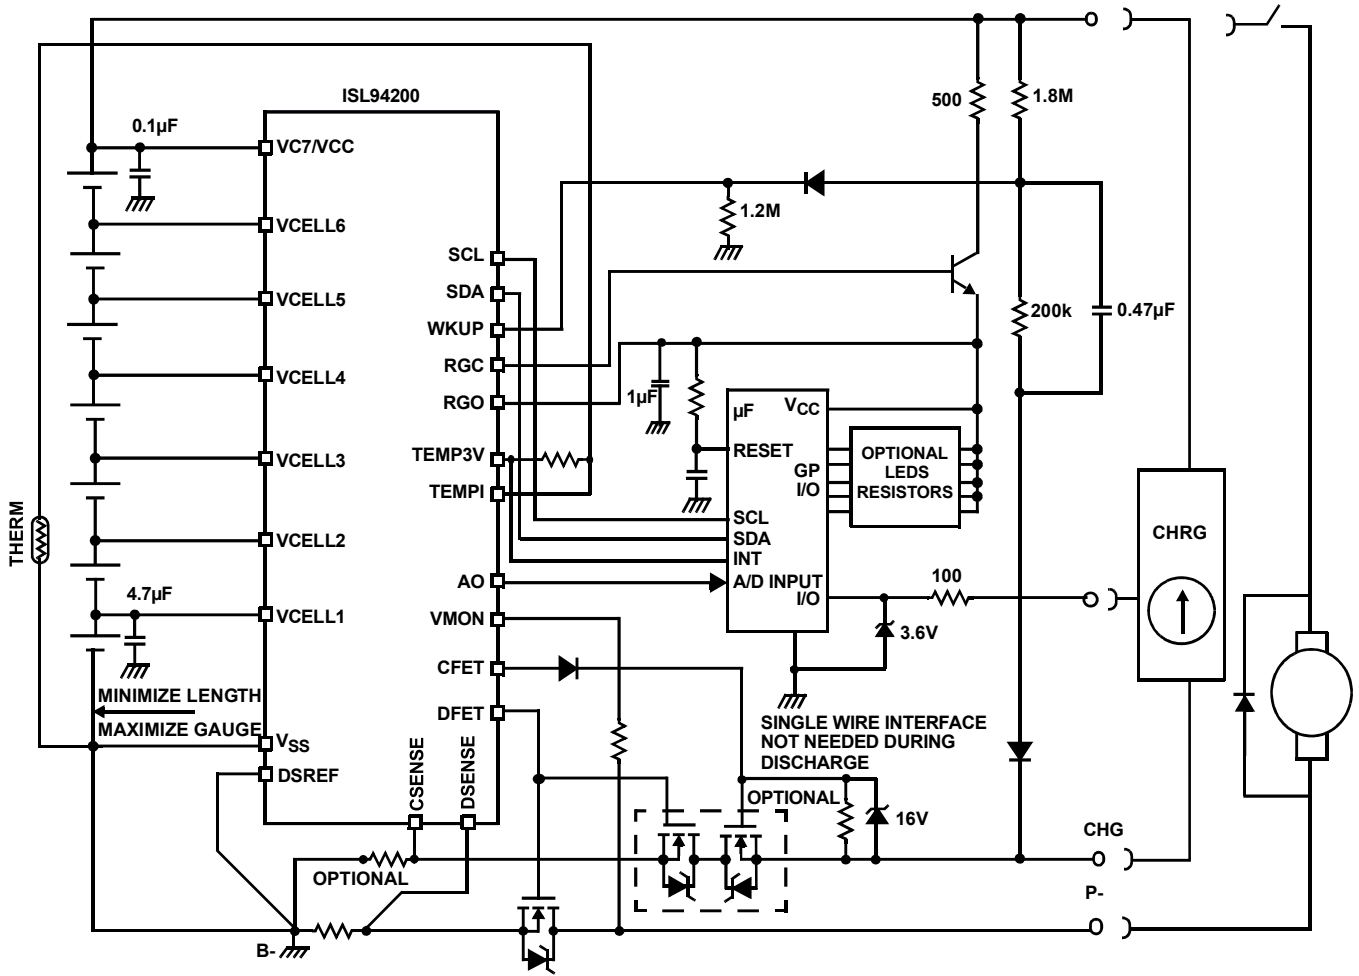 ISL94200
500
1.8M
0.1µF
VC7/VCC
VCELL6
1.2M
SCL
SDA
VCELL5
WKUP
200k
0.47µF
RGC
VCELL4
RGO
1µF
µF
VCC
TEMP3V
VCELL3
RESET
OPTIONAL
LEDS
RESISTORS
GP
I/O
TEMPI
THERM
SCL
SDA
INT
VCELL2
CHRG
AO
A/D INPUT
I/O
100
4.7µF
VCELL1
VMON
3.6V
CFET
MINIMIZE LENGTH
MAXIMIZE GAUGE
DFET
SINGLE WIRE INTERFACE
NOT NEEDED DURING
DISCHARGE
VSS
DSREF
CSENSE
DSENSE
OPTIONAL
16V
CHG
OPTIONAL
P-
B-